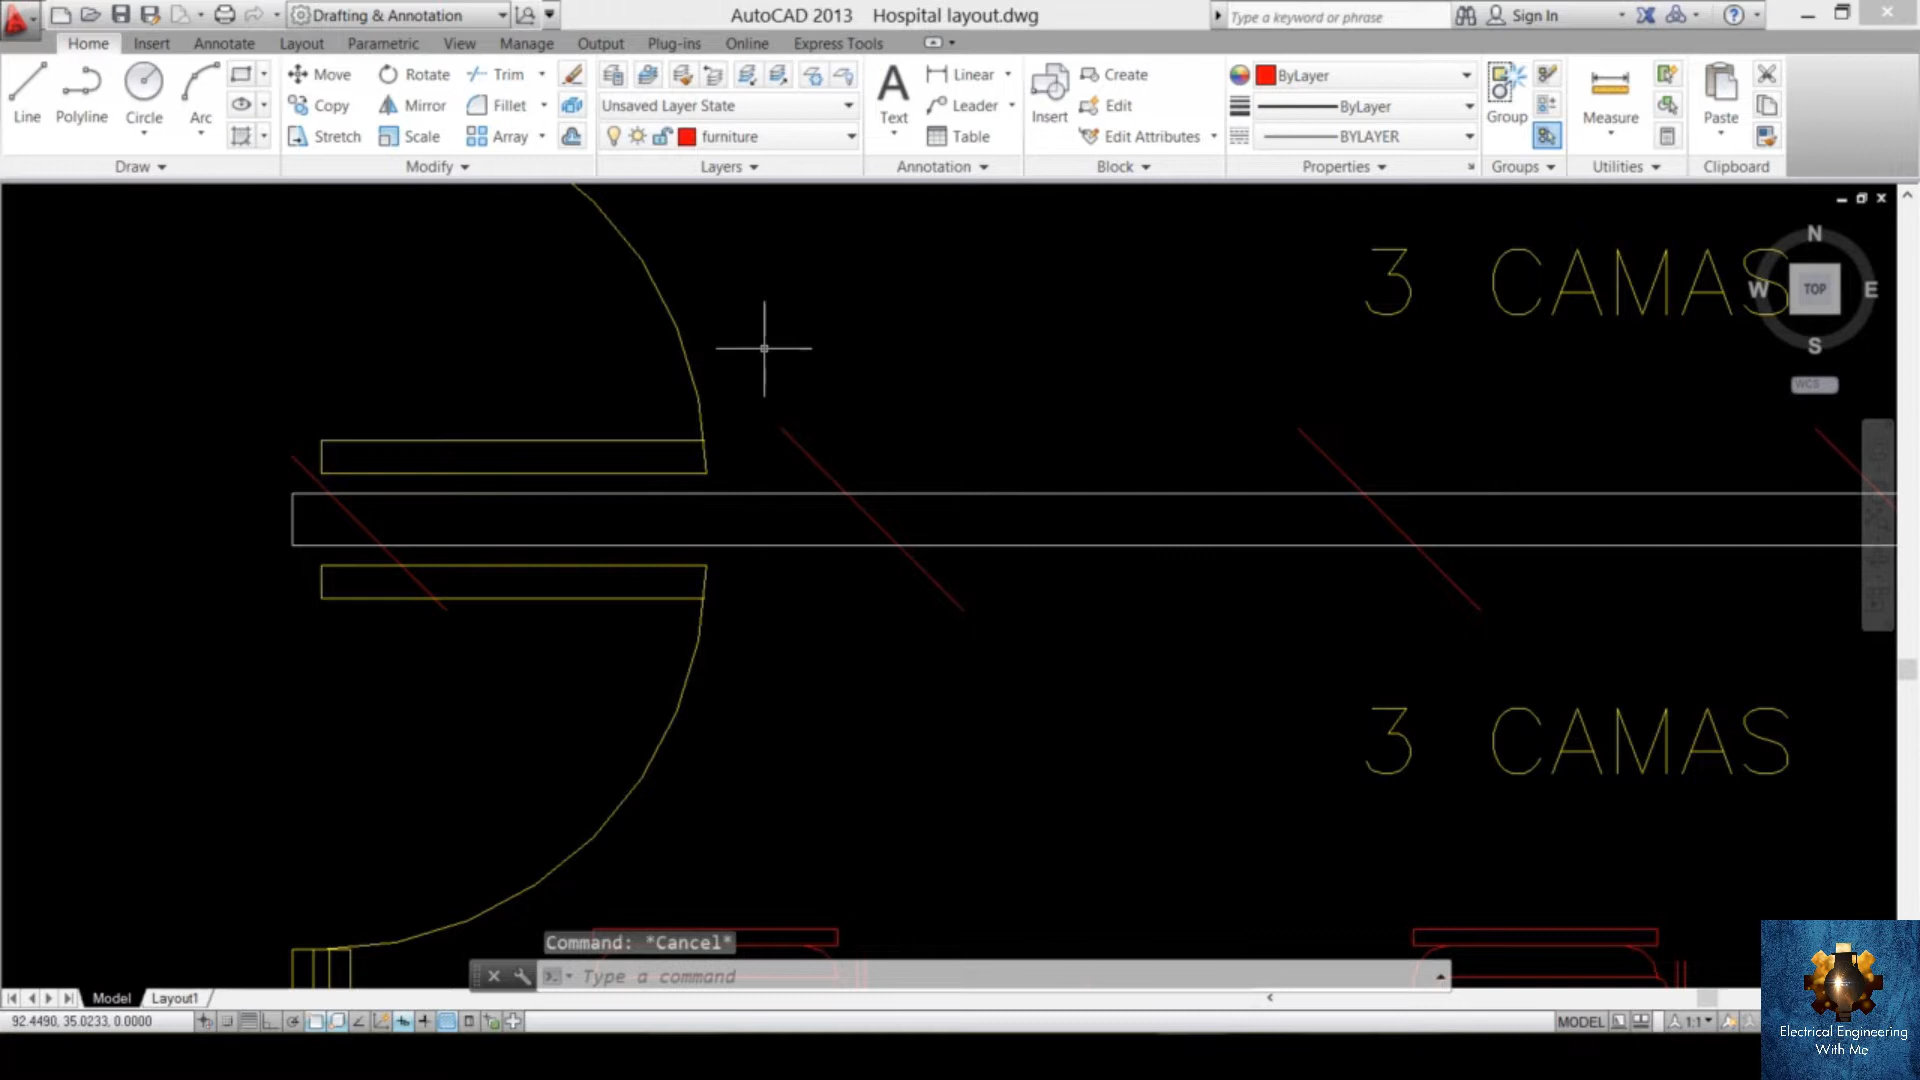 Drafting & Annotation
AutoCAD 2013 Hospital layout.dwg
Type a keyword or phrase
Sign In
Home Insert Annotate Layout Parametric View Manage Output Plug-ins Online Express Tools
Line Polyline Circle Arc
Move Rotate Trim
Copy Mirror Fillet
Stretch Scale Array
Unsaved Layer State
furniture
A
Text
Linear
Leader
Table
Insert
Create
Edit
Edit Attributes
ByLayer
ByLayer
BYLAYER
Group
Measure
Paste
Draw Modify Layers Annotation Block Properties Groups Utilities Clipboard
3 CAMAS
N
W TOP E
S
WCS
3 CAMAS
Command: *Cancel*
Type a command
Model Layout1
92.4490, 35.0233, 0.0000
MODEL
1:1
Electrical Engineering
With Me